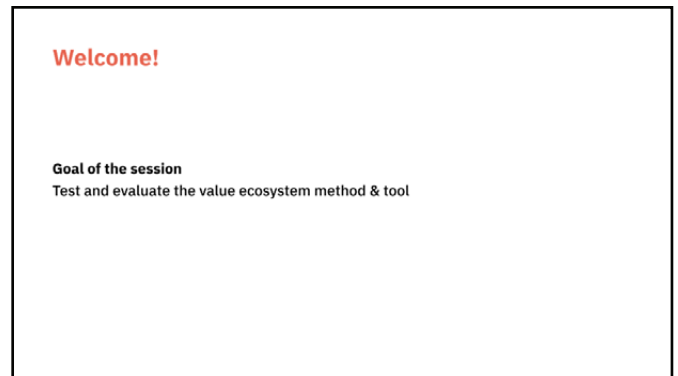 Welcome!
Goal of the session
Test and evaluate the value ecosystem method & tool